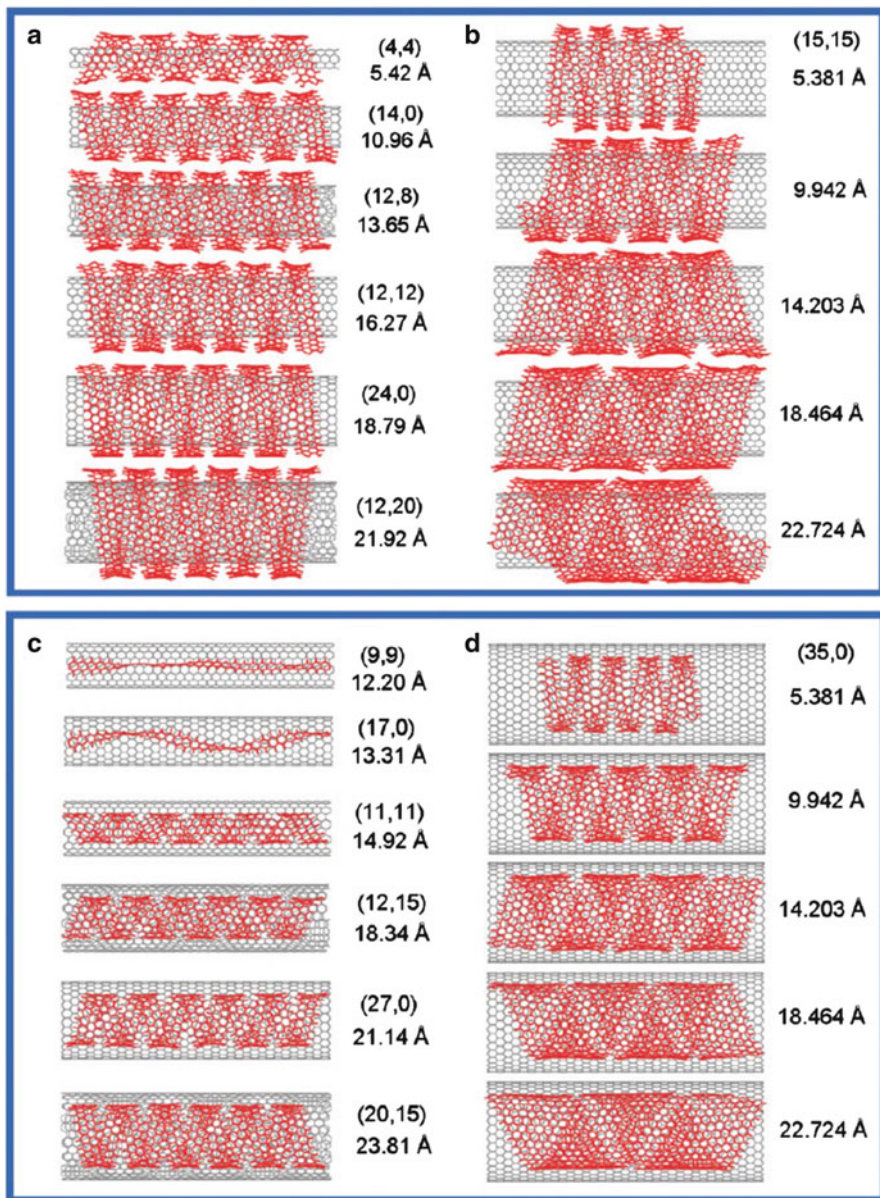 a
(4,4)
5.42 Å
(14,0)
10.96 Å
(12,8)
13.65 Å
(12,12)
16.27 Å
(24,0)
18.79 Å
(12,20)
21.92 Å
b
(15,15)
5.381 Å
9.942 Å
14.203 Å
18.464 Å
22.724 Å
c
(9,9)
12.20 Å
(17,0)
13.31 Å
(11,11)
14.92 Å
(12,15)
18.34 Å
(27,0)
21.14 Å
(20,15)
23.81 Å
d
(35,0)
5.381 Å
9.942 Å
14.203 Å
18.464 Å
22.724 Å